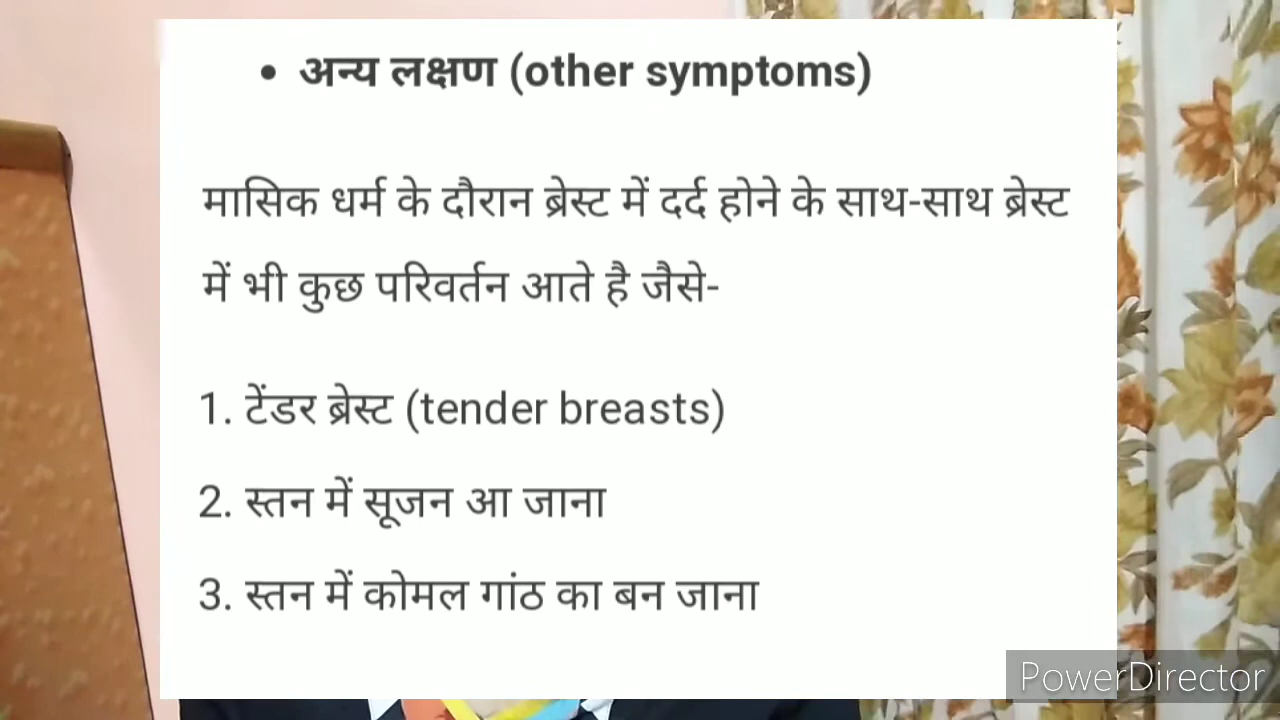 • अन्य लक्षण (other symptoms)
मासिक धर्म के दौरान ब्रेस्ट में दर्द होने के साथ-साथ ब्रेस्ट
में भी कुछ परिवर्तन आते है जैसे-
1. टेंडर ब्रेस्ट (tender breasts)
2. स्तन में सूजन आ जाना
3. स्तन में कोमल गांठ का बन जाना
PowerDirector